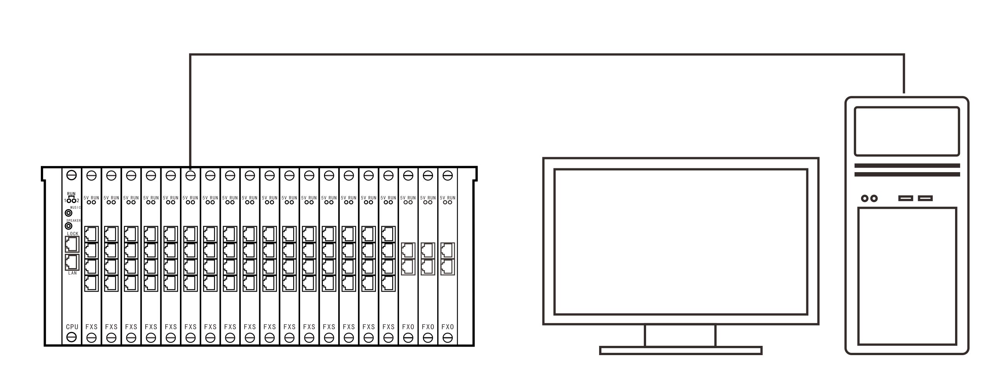 RUN
1 2 5V RUN 5V RUN 5V RUN 5V RUN 5V RUN 5V RUN 5V RUN 5V RUN 5V RUN 5V RUN 5V RUN 5V RUN 5V RUN 5V RUN 5V RUN 5V RUN 5V RUN 5V RUN 5V RUN
MUSIC
SPEAKER
LOCK
LAN
CPU FXS FXS FXS FXS FXS FXS FXS FXS FXS FXS FXS FXS FXS FXS FXS FXS FXO FXO FXO